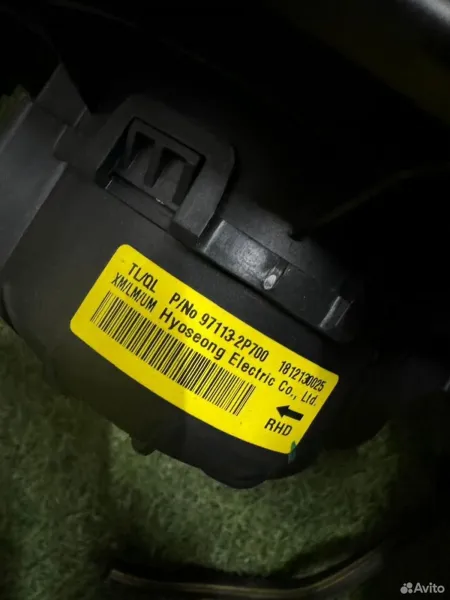 TL/QL P/No 97113-2P700 1812130025
XM/LM/UM Hyoseong Electric Co., Ltd.
RHD
Avito